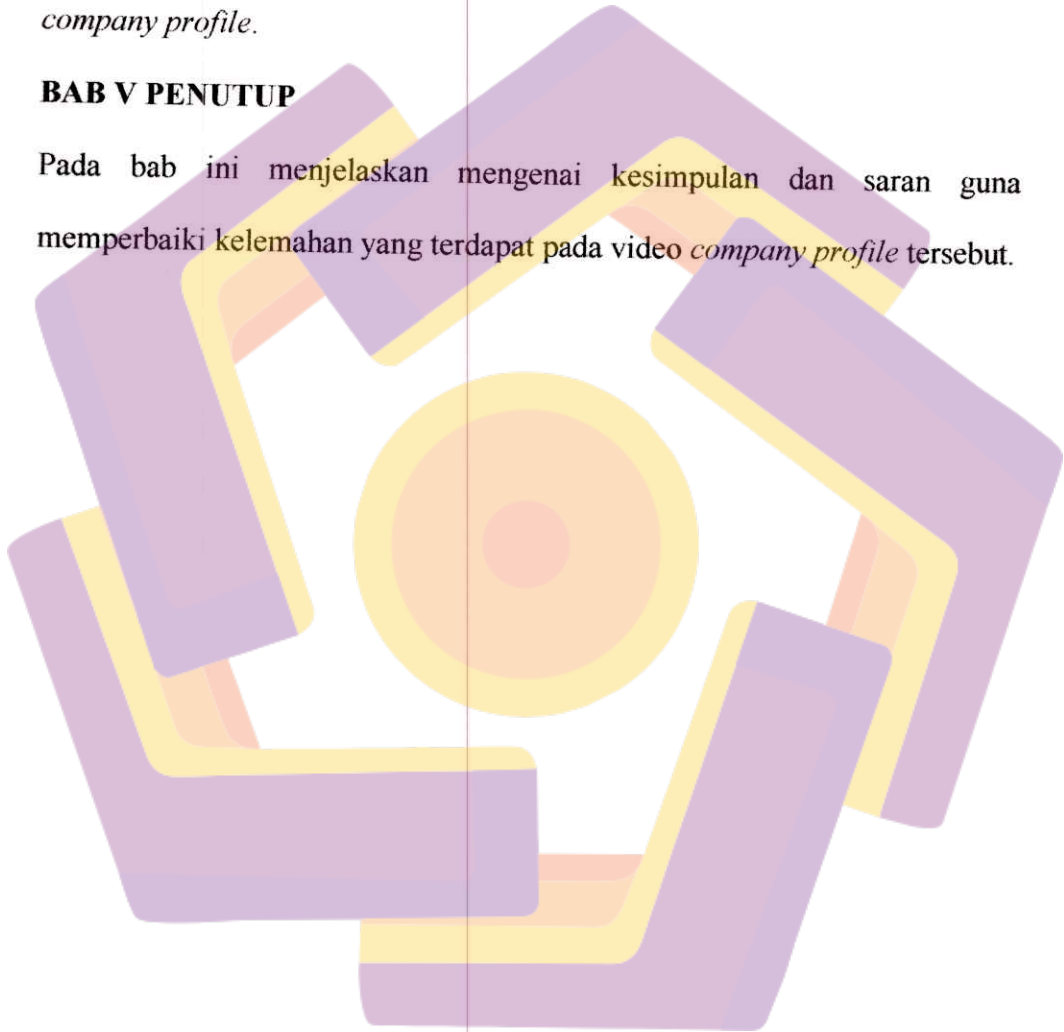 company profile.
BAB V PENUTUP
Pada bab ini menjelaskan mengenai kesimpulan dan saran guna
memperbaiki kelemahan yang terdapat pada video company profile tersebut.